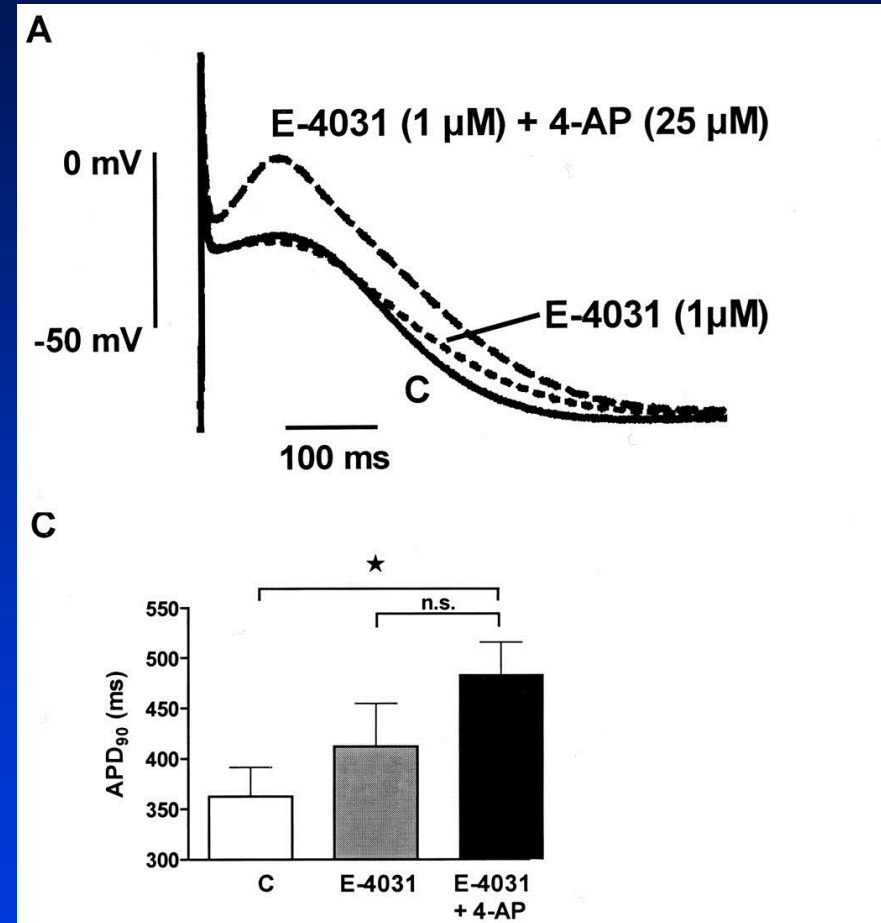 A
E-4031 (1 µM) + 4-AP (25 µM)
0 mV
E-4031 (1µM)
-50 mV
C
100 ms
C
★
n.s.
550
500
450
400
350
300
APD90 (ms)
C
E-4031
E-4031
+ 4-AP